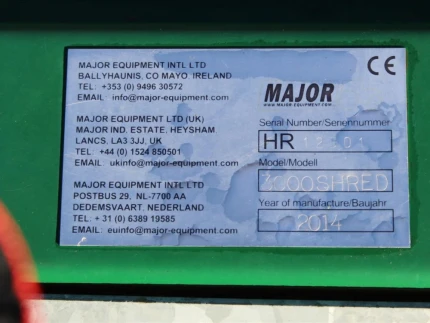 MAJOR EQUIPMENT INTL LTD
BALLYHAUNIS, CO MAYO, IRELAND
TEL: +353 (0) 9496 30572
EMAIL: info@major-equipment.com
MAJOR EQUIPMENT LTD (UK)
MAJOR IND. ESTATE. HEYSHAM
LANCS. LA3 3JJ, UK
TEL: +44 (0) 1524 850501
EMAIL: ukinfo@major-equipment.com
MAJOR EQUIPMENT INTL LTD
POSTBUS 29, NL-7700 AA
DEDEMSVAART, NEDERLAND
TEL: + 31 (0) 6389 19585
EMAIL: euinfo@major-equipment.com
CE
MAJOR
WWW.MAJOR-EQUIPMENT.COM
Serial Number/Seriennummer
HR
Model/Modell
Year of manufacture/Baujahr
2014